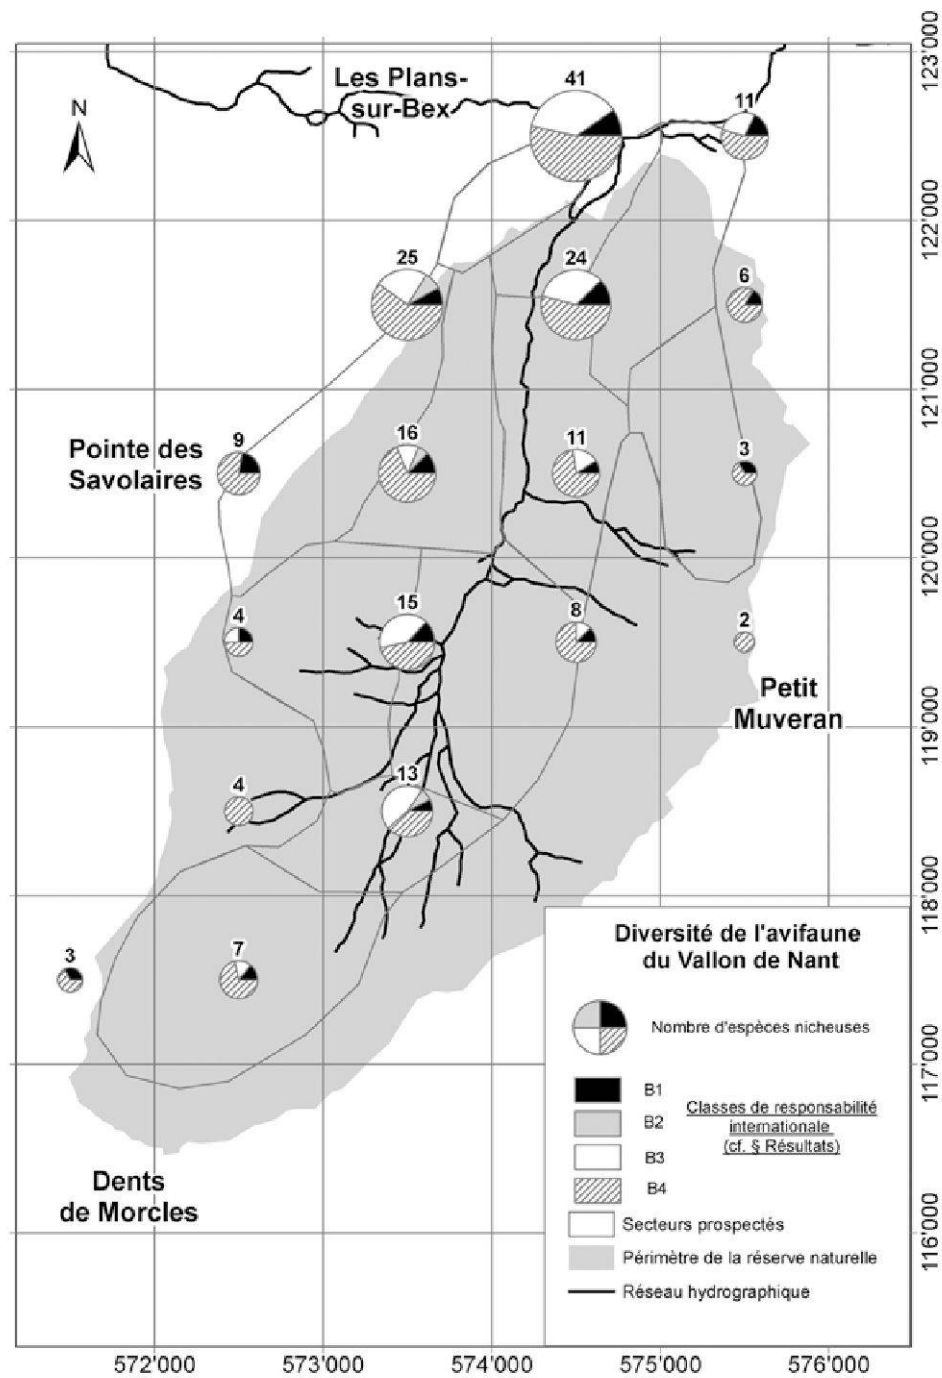 123'000
Les Plans-
sur-Bex
41
11
N
122'000
25
24
6
121'000
Pointe des
Savolaires
9
16
11
3
120'000
4
15
8
2
Petit
Muveran
119'000
4
13
118'000
3
7
Diversité de l'avifaune
du Vallon de Nant
Nombre d'espèces nicheuses
B1
B2
B3
B4
Classes de responsabilité
internationale
(cf. § Résultats)
Secteurs prospectés
Périmètre de la réserve naturelle
Réseau hydrographique
117'000
Dents
de Morcles
116'000
572'000 573'000 574'000 575'000 576'000